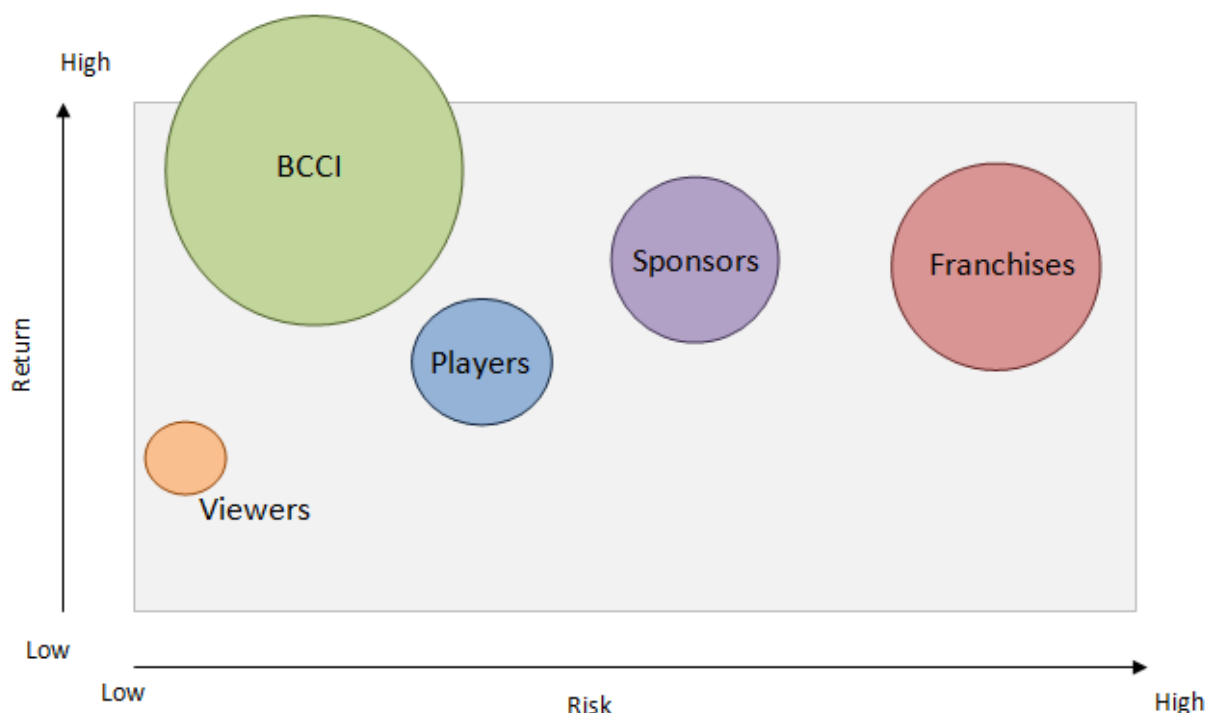 High
BCCI
Sponsors
Franchises
Players
Return
Viewers
Low
Low
Risk
High